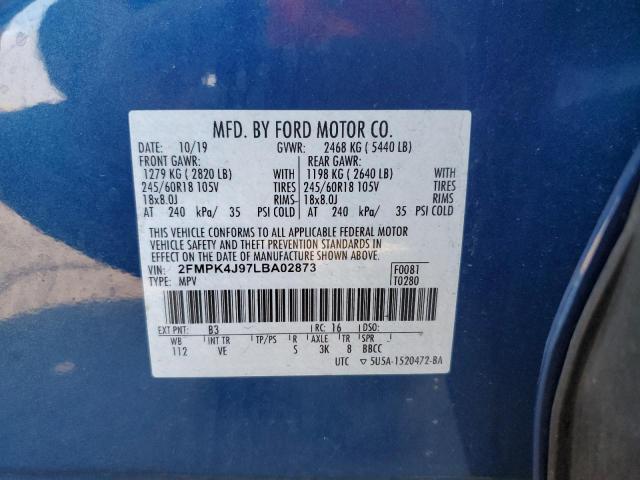 MFD. BY FORD MOTOR CO.
DATE: 10/19 GVWR: 2468 KG ( 5440 LB)
FRONT GAWR: REAR GAWR:
1279 KG ( 2820 LB) 1198 KG ( 2640 LB)
245/60R18 105V TIRES 245/60R18 105V TIRES
18x8.0J RIMS 18x8.0J RIMS
AT 240 kPa/ 35 PSI COLD AT 240 kPa/ 35 PSI COLD
THIS VEHICLE CONFORMS TO ALL APPLICABLE FEDERAL MOTOR
VEHICLE SAFETY AND THEFT PREVENTION STANDARDS IN
EFFECT ON THE DATE OF MANUFACTURE SHOWN ABOVE.
VIN: 2FMPK4J97LBA02873 F0081
TYPE: MPV T0280
EXT PNT: B3 RC: 16 DSO:
WB INT TR TP/PS R AXLE TR SPR
112 VE S 3K 8 BBCC
UTC ▽ 5U5A-1520472-BA